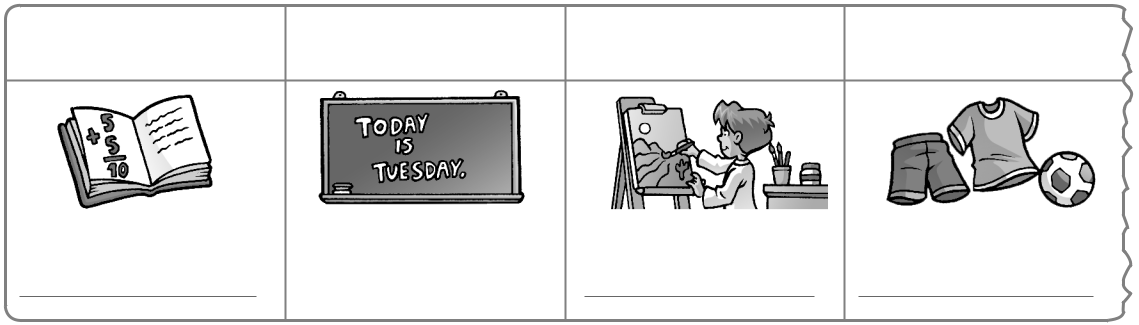 5
+ 5
10
TODAY
IS
TUESDAY.